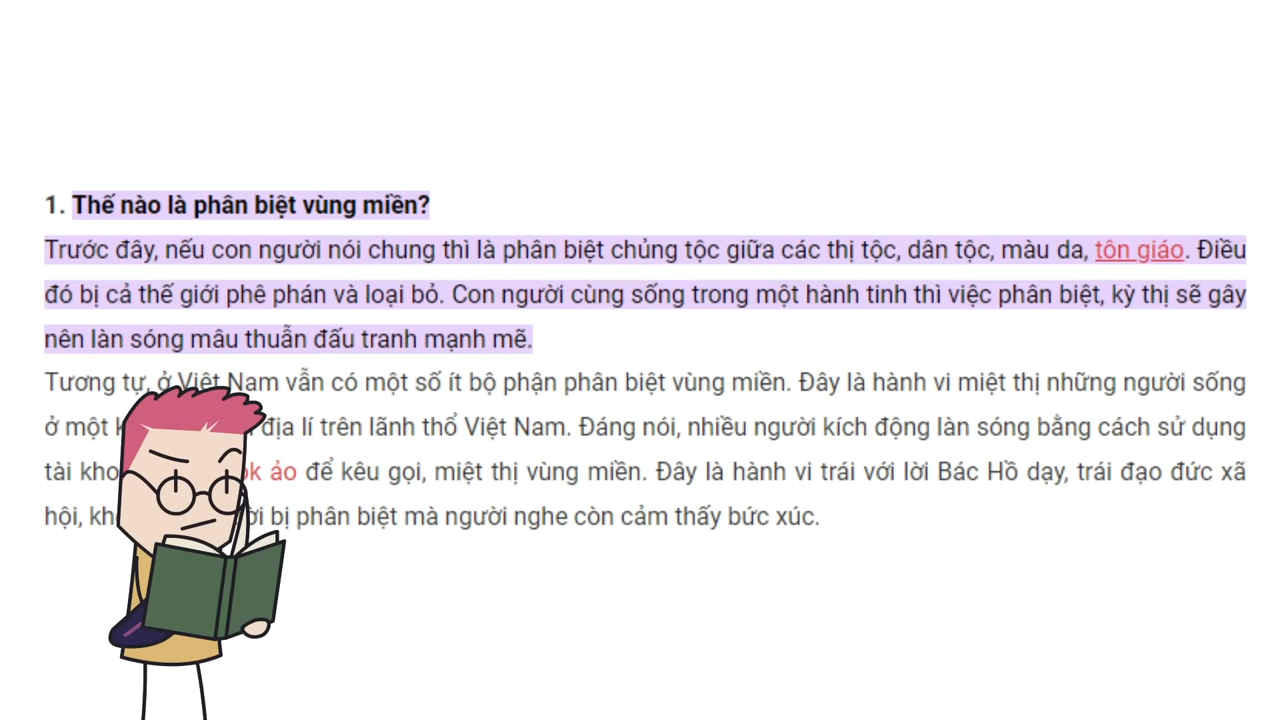 1. Thế nào là phân biệt vùng miền?
Trước đây, nếu con người nói chung thì là phân biệt chủng tộc giữa các thị tộc, dân tộc, màu da, tôn giáo. Điều
đó bị cả thế giới phê phán và loại bỏ. Con người cùng sống trong một hành tinh thì việc phân biệt, kỳ thị sẽ gây
nên làn sóng mâu thuẫn đấu tranh mạnh mẽ.
Tương tự, ở Việt Nam vẫn có một số ít bộ phận phân biệt vùng miền. Đây là hành vi miệt thị những người sống
ở một địa lí trên lãnh thổ Việt Nam. Đáng nói, nhiều người kích động làn sóng bằng cách sử dụng
tài ảo để kêu gọi, miệt thị vùng miền. Đây là hành vi trái với lời Bác Hồ dạy, trái đạo đức xã
hội, bị phân biệt mà người nghe còn cảm thấy bức xúc.